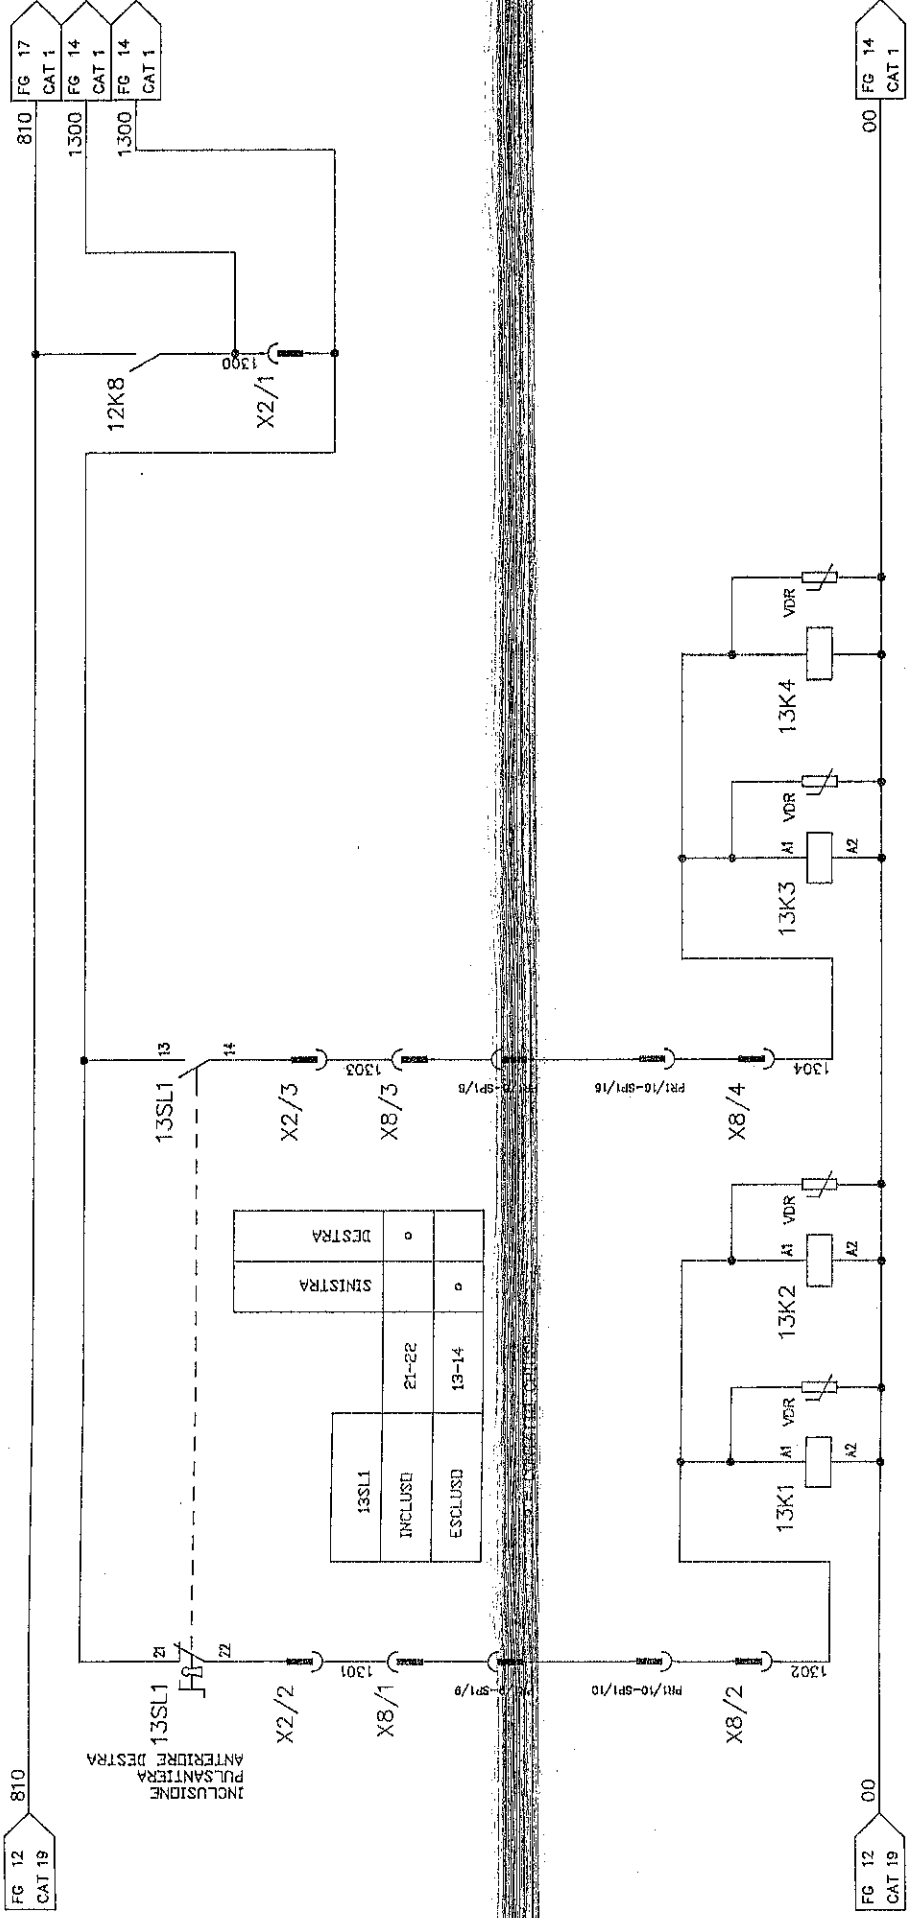 FG 12
CAT 19
810
810
FG 17
CAT 1
1300
FG 14
CAT 1
1300
FG 14
CAT 1
INCLUSIONE
PULSANTIERA
ANTERIORE DESTRA
13SL1
21
22
X2/2
1301
X8/1
PR1/10-SP1/10
X8/2
1302
13SL1
13
14
X2/3
1303
X8/3
PR1/16-SP1/16
X8/4
1304
12K8
1300
X2/1
13SL1
SINISTRA
DESTRA
INCLUSO
21-22
o
ESCLUSO
13-14
o
13K1
A1
A2
VDR
13K2
A1
A2
VDR
13K3
A1
A2
VDR
13K4
VDR
FG 12
CAT 19
00
00
FG 14
CAT 1